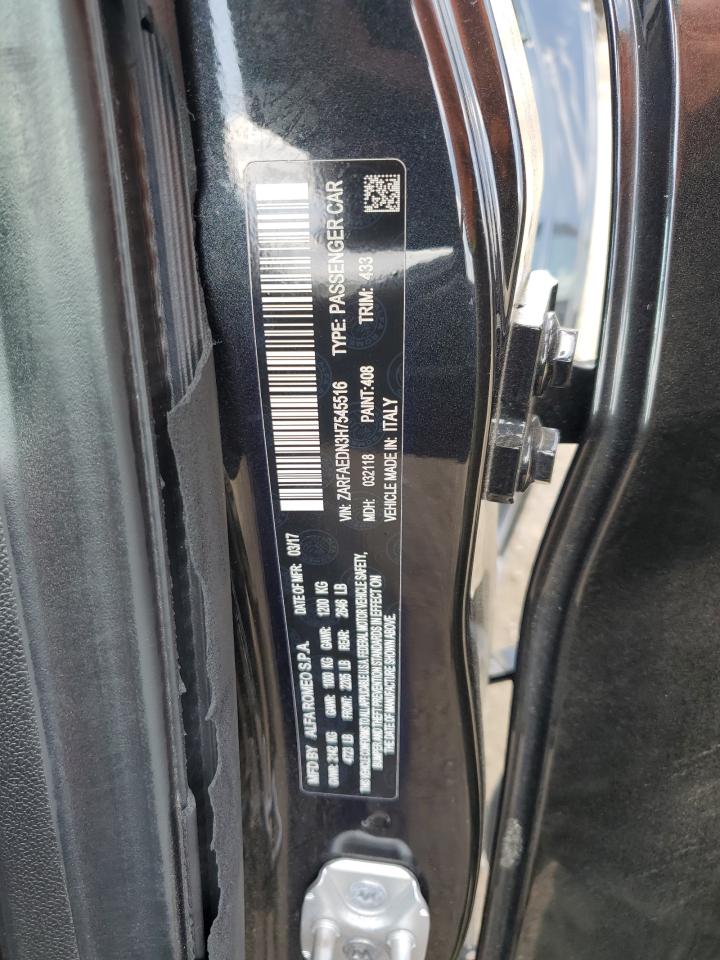 MFD BY ALFA ROMEO S.P.A. DATE OF MFR: 03/17
GVWR: 2142 KG GAWR: 1000 KG GAWR: 1200 KG
4723 LB FRONT: 2205 LB REAR: 2646 LB
THIS VEHICLE CONFORMS TO ALL APPLICABLE U.S.A. FEDERAL MOTOR VEHICLE SAFETY,
BUMPER AND THEFT PREVENTION STANDARDS IN EFFECT ON
THE DATE OF MANUFACTURE SHOWN ABOVE.
VIN: ZARFAEDN3H7545516 TYPE: PASSENGER CAR
MDH: 032118 PAINT:408 TRIM: 433
VEHICLE MADE IN: ITALY